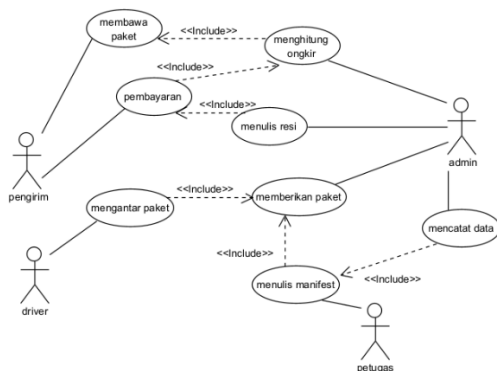 membawa
paket
<<Include>>
menghitung
ongkir
<<Include>>
pembayaran
<<Include>>
menulis resi
pengirim
admin
mengantar paket
<<Include>>
memberikan paket
mencatat data
<<Include>>
<<Include>>
menulis manifest
driver
petugas